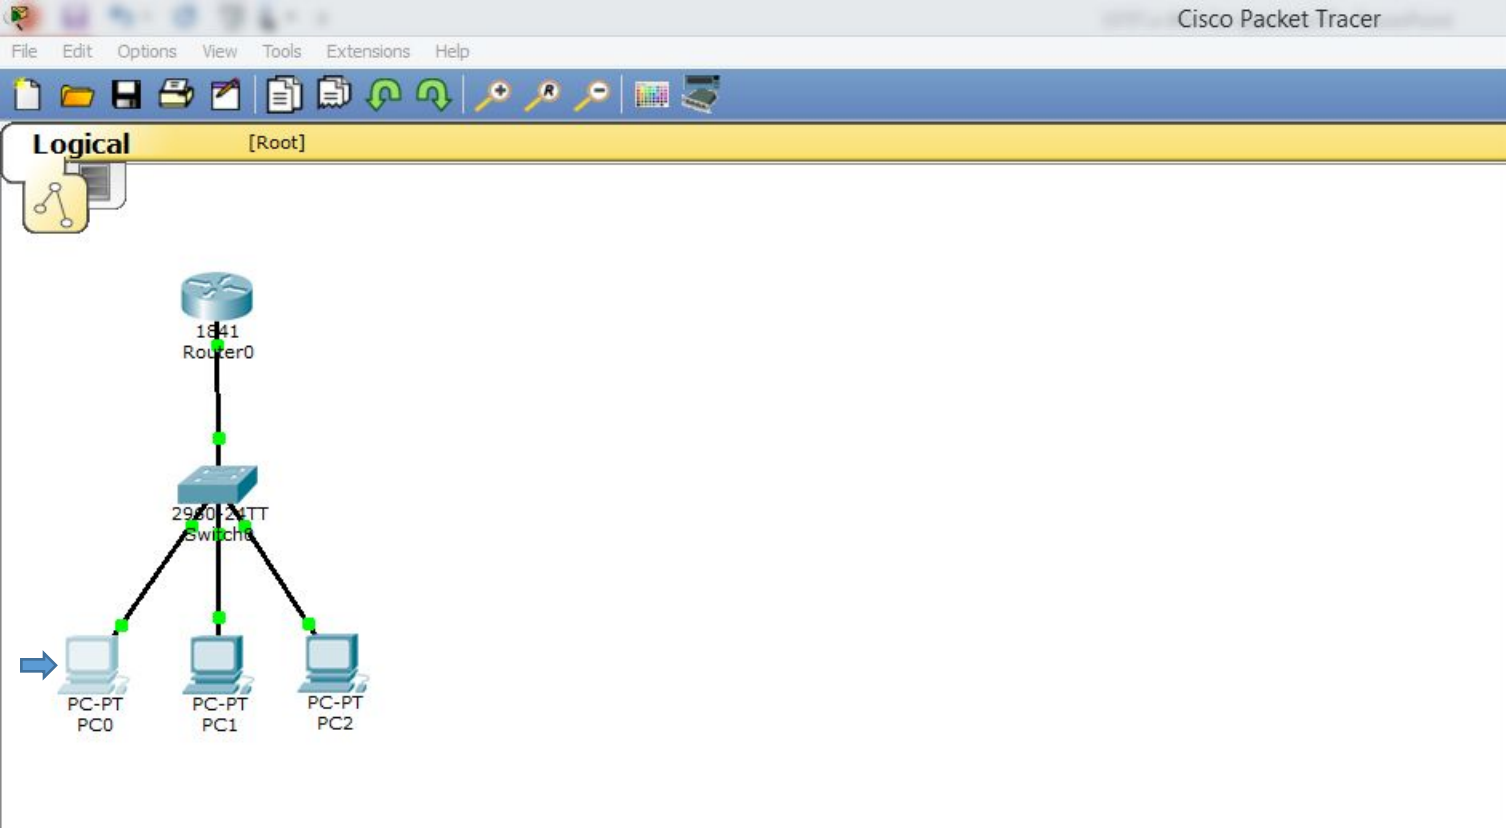 Cisco Packet Tracer
File Edit Options View Tools Extensions Help
Logical [Root]
1841
Router0
2960-24TT
Switch0
PC-PT
PC0
PC-PT
PC1
PC-PT
PC2